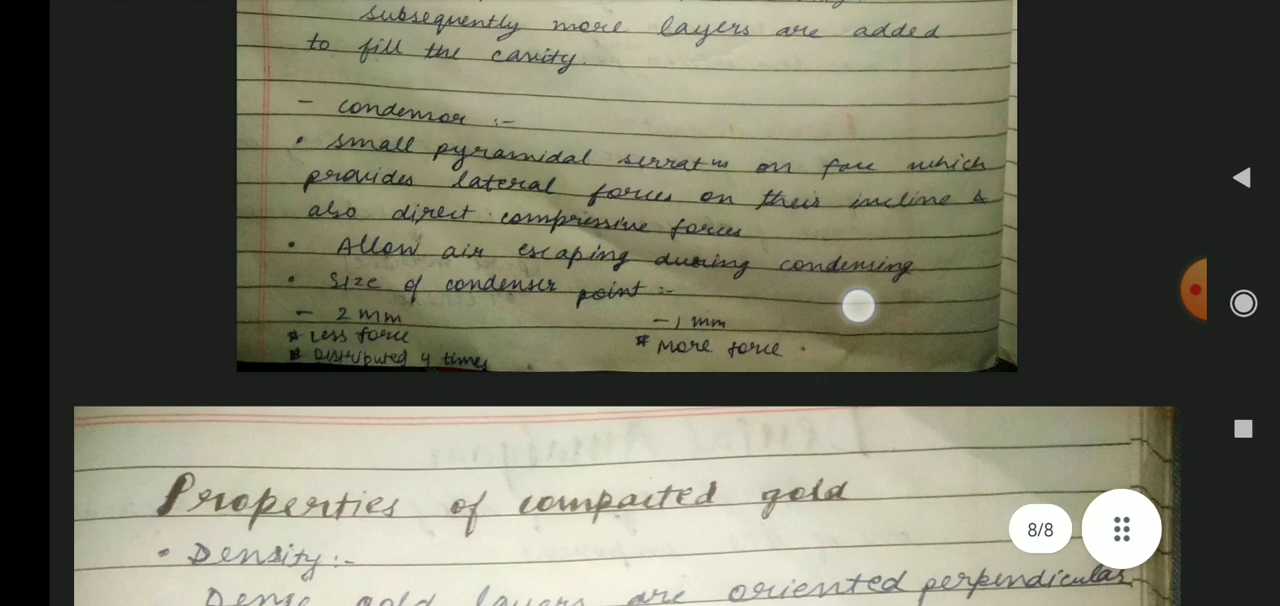 subsequently more layers are added
to fill the cavity.
- condensor :-
• small pyramidal serratns on face which
provides lateral forces on their incline &
also direct compressive forces
• Allow air escaping during condensing
• Size of condenser point :-
- 2 mm
- 1 mm
* Less force
* More force
* Distributed 4 times
8/8
Properties of compacted gold
• Density :-
Dense gold layers are oriented perpendicular